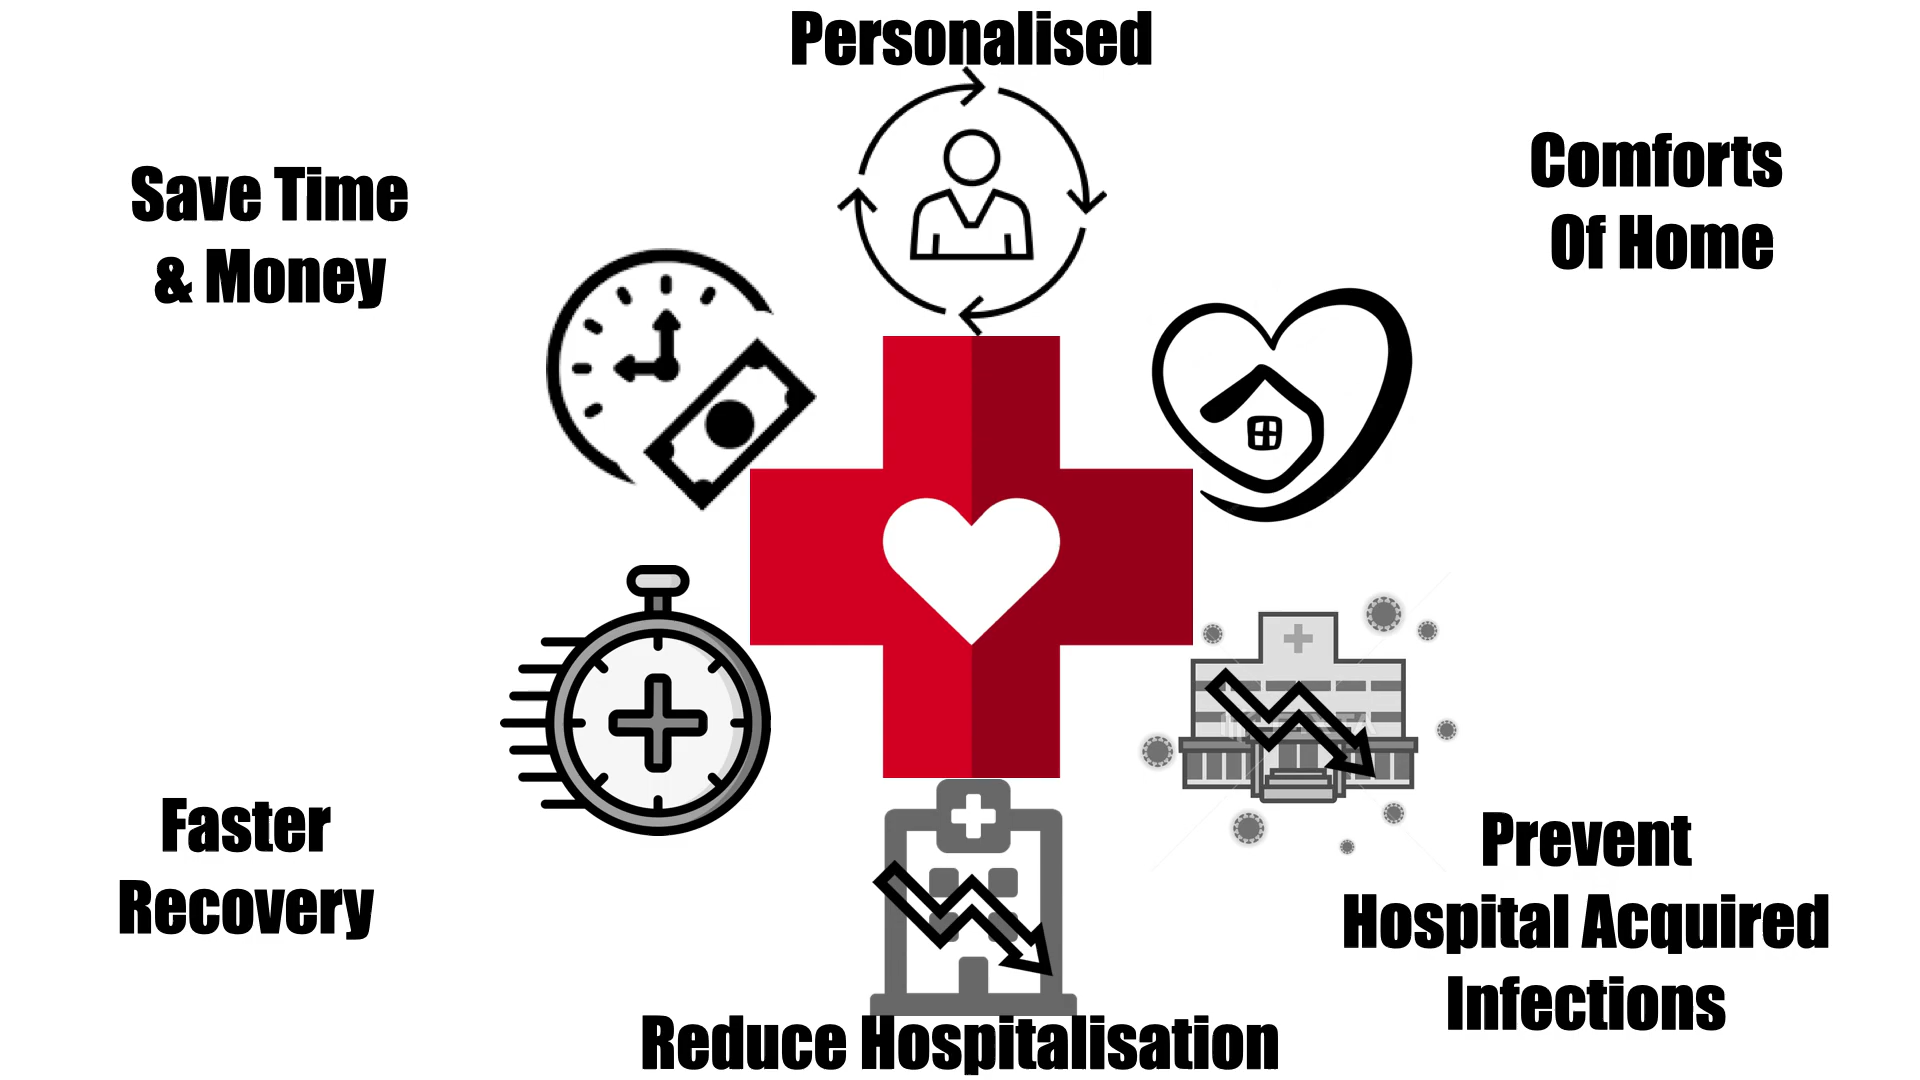 Personalised
Save Time
& Money
Comforts
Of Home
Faster
Recovery
Prevent
Hospital Acquired
Infections
Reduce Hospitalisation